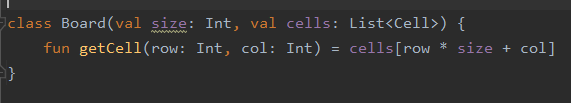 class Board(val size: Int, val cells: List<Cell>) {
    fun getCell(row: Int, col: Int) = cells[row * size + col]
}